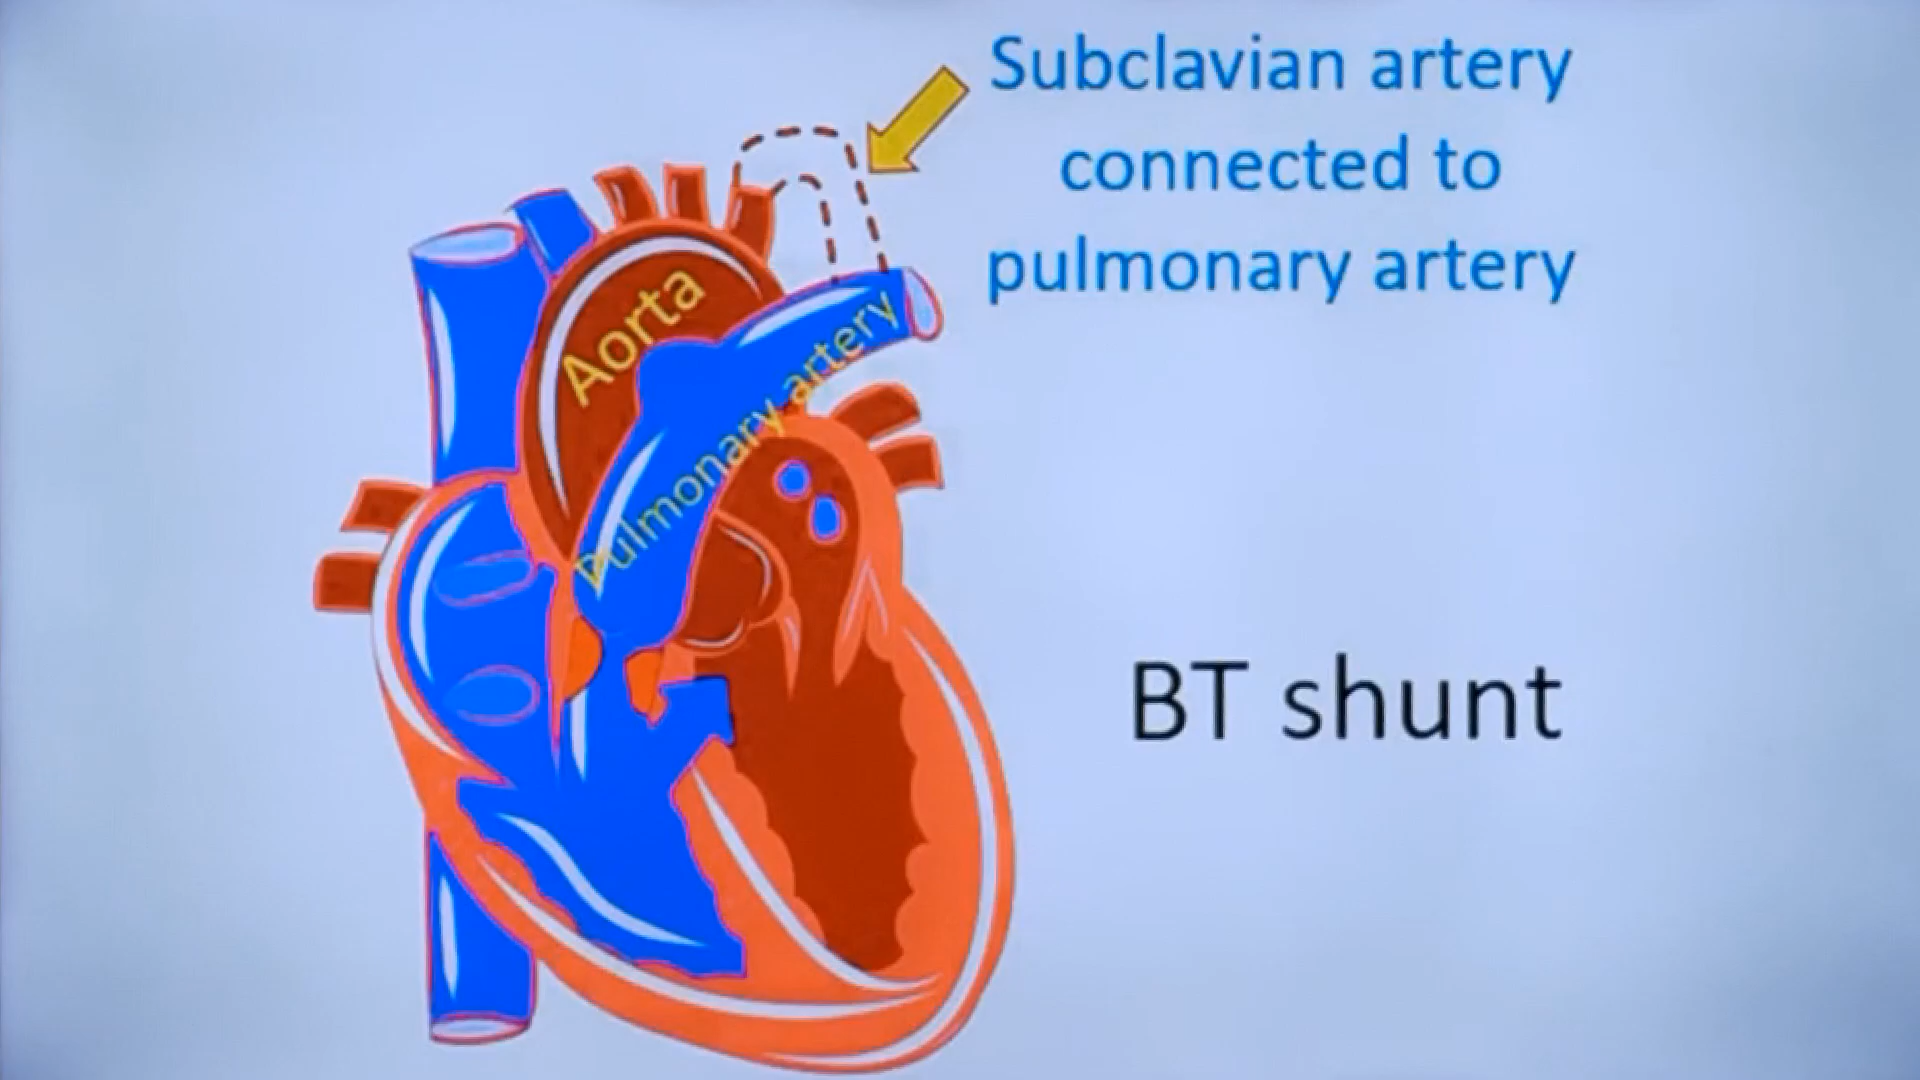 Subclavian artery
connected to
pulmonary artery
Aorta
Pulmonary artery
BT shunt